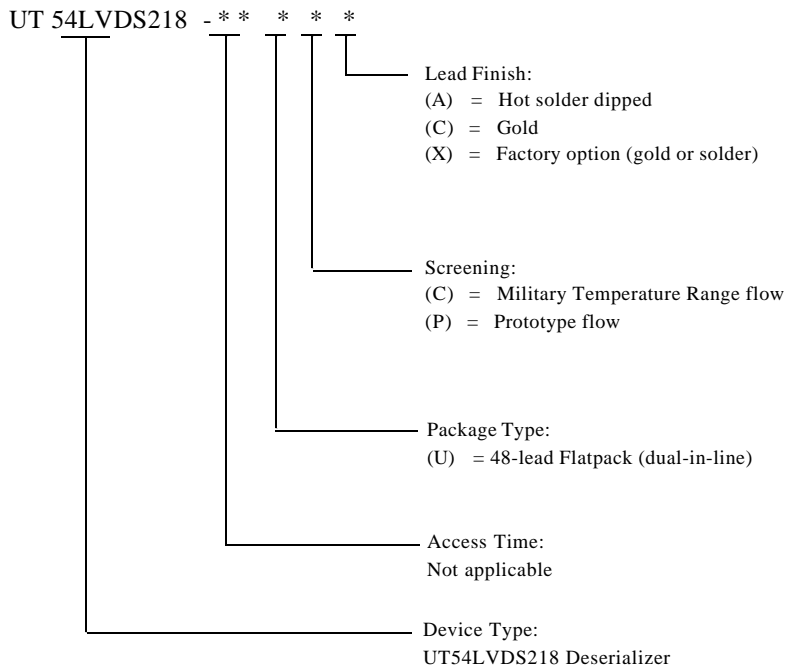 UT 54LVDS218 - * * * * *
Lead Finish:
(A) = Hot solder dipped
(C) = Gold
(X) = Factory option (gold or solder)
Screening:
(C) = Military Temperature Range flow
(P) = Prototype flow
Package Type:
(U) = 48-lead Flatpack (dual-in-line)
Access Time:
Not applicable
Device Type:
UT54LVDS218 Deserializer